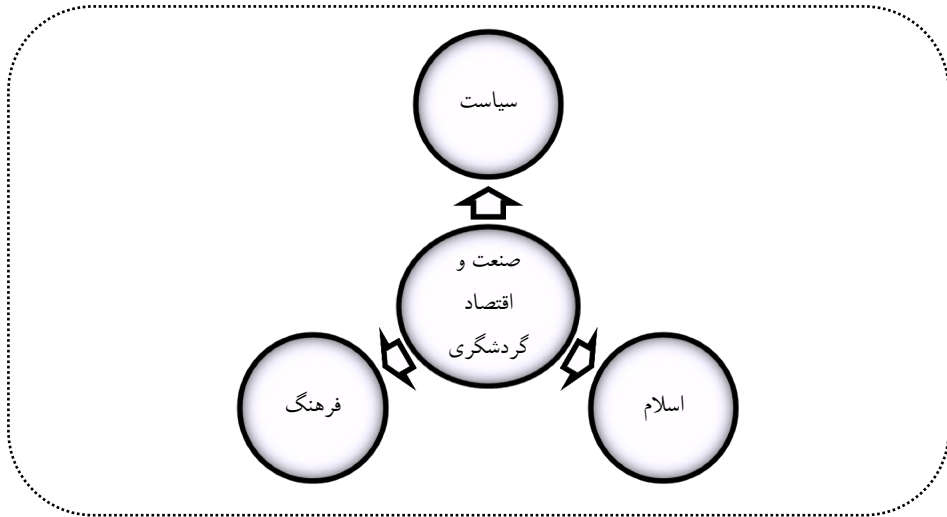 سیاست
صنعت و
اقتصاد
گردشگری
اسلام
فرهنگ